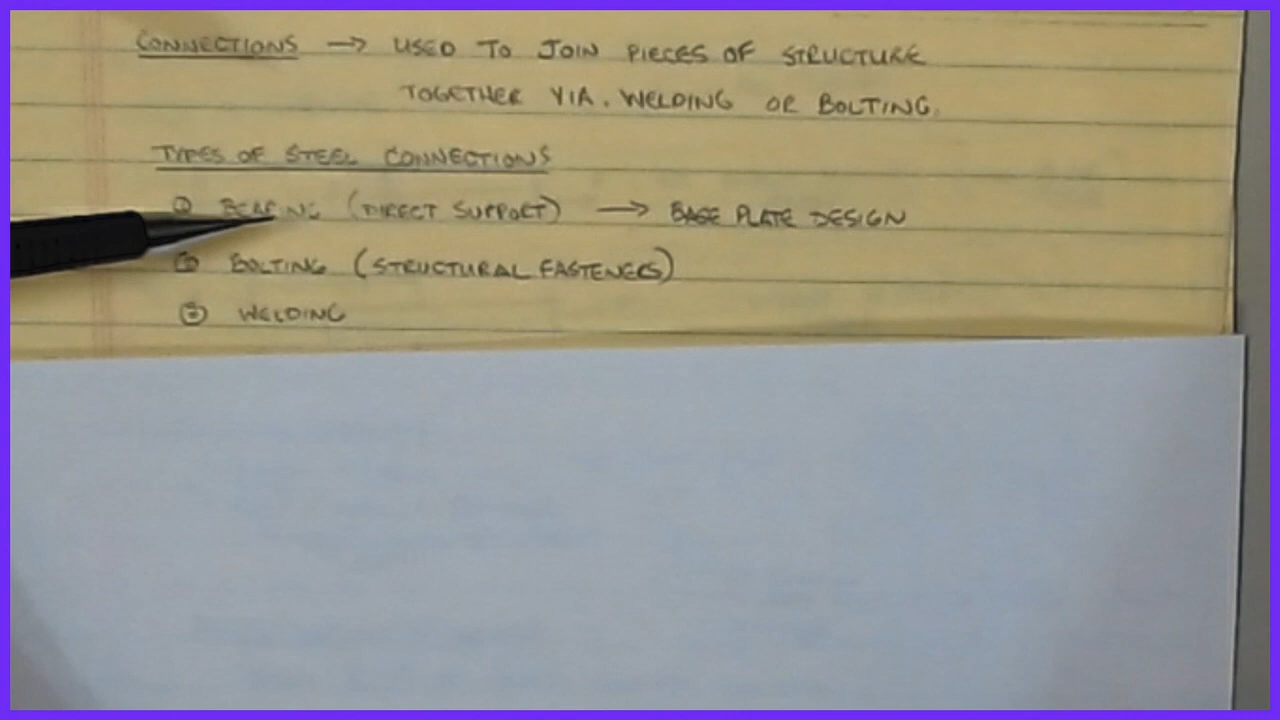 CONNECTIONS → USED TO JOIN PIECES OF STRUCTURE
TOGETHER VIA. WELDING OR BOLTING.
TYPES OF STEEL CONNECTIONS
① BEARING (DIRECT SUPPORT) → BASE PLATE DESIGN
② BOLTING (STRUCTURAL FASTENERS)
③ WELDING